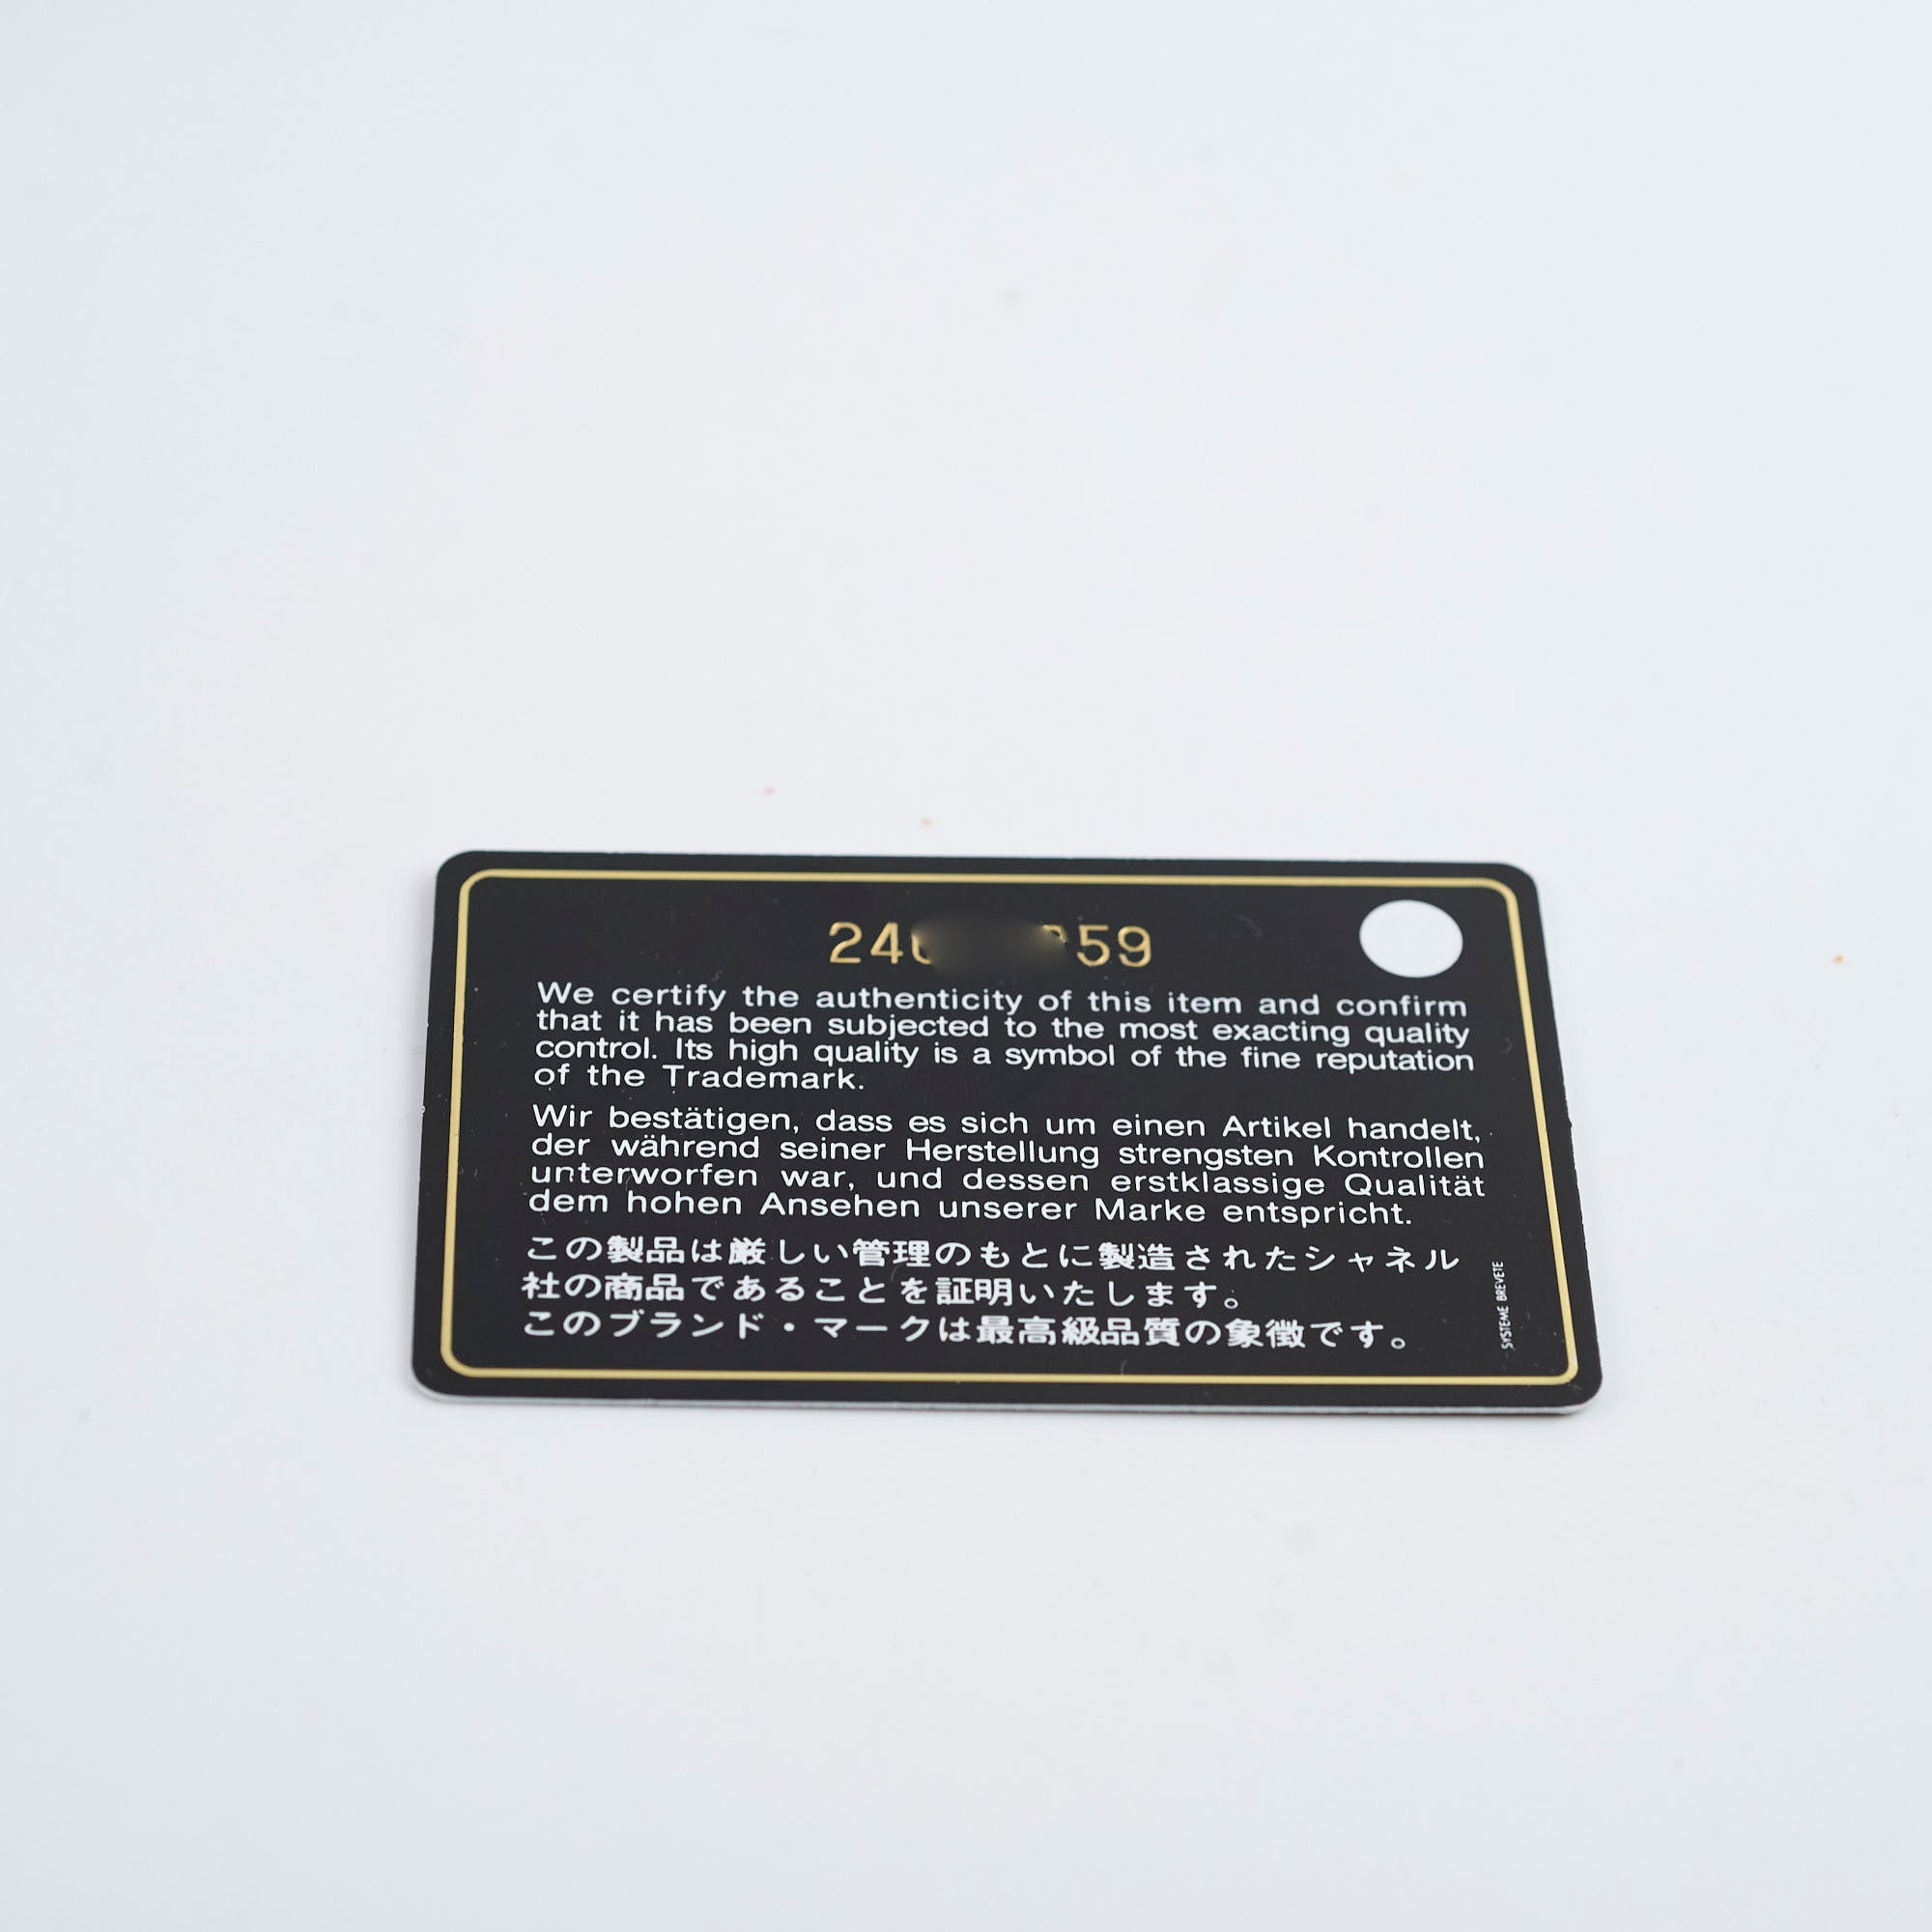 24 59
We certify the authenticity of this item and confirm
that it has been subjected to the most exacting quality
control. Its high quality is a symbol of the fine reputation
of the Trademark.
Wir bestätigen, dass es sich um einen Artikel handelt,
der während seiner Herstellung strengsten Kontrollen
unterworfen war, und dessen erstklassige Qualität
dem hohen Ansehen unserer Marke entspricht.
この製品は厳しい管理のもとに製造されたシャネル
社の商品であることを証明いたします。
このブランド・マークは最高級品質の象徴です。
SYSTEME BREVETE